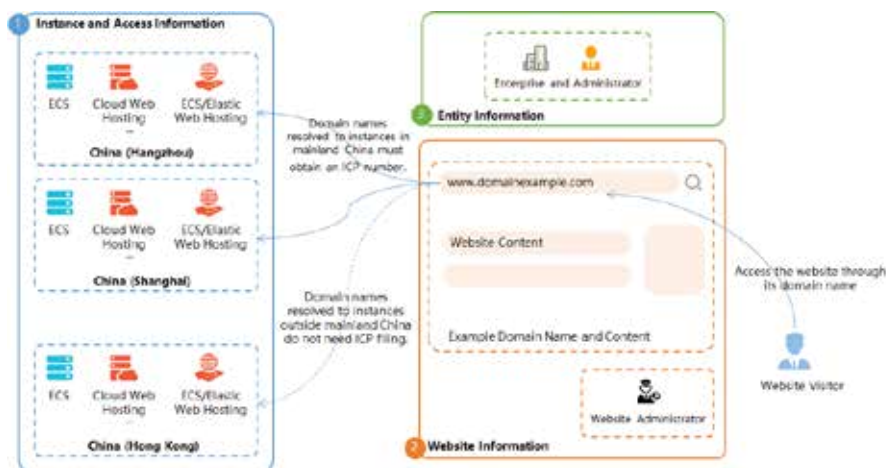 1 Instance and Access Information
ECS
Cloud Web
Hosting
ECS/Elastic
Web Hosting
...
China (Hangzhou)
ECS
Cloud Web
Hosting
ECS/Elastic
Web Hosting
...
China (Shanghai)
ECS
Cloud Web
Hosting
ECS/Elastic
Web Hosting
...
China (Hong Kong)
Domain names
resolved to instances in
mainland China must
obtain an ICP number.
Domain names
resolved to instances
outside mainland China
do not need ICP filing.
Enterprise and Administrator
3 Entity Information
www.domainexample.com
Website Content
Example Domain Name and Content
Website Administrator
2 Website Information
Access the website through
its domain name
Website Visitor